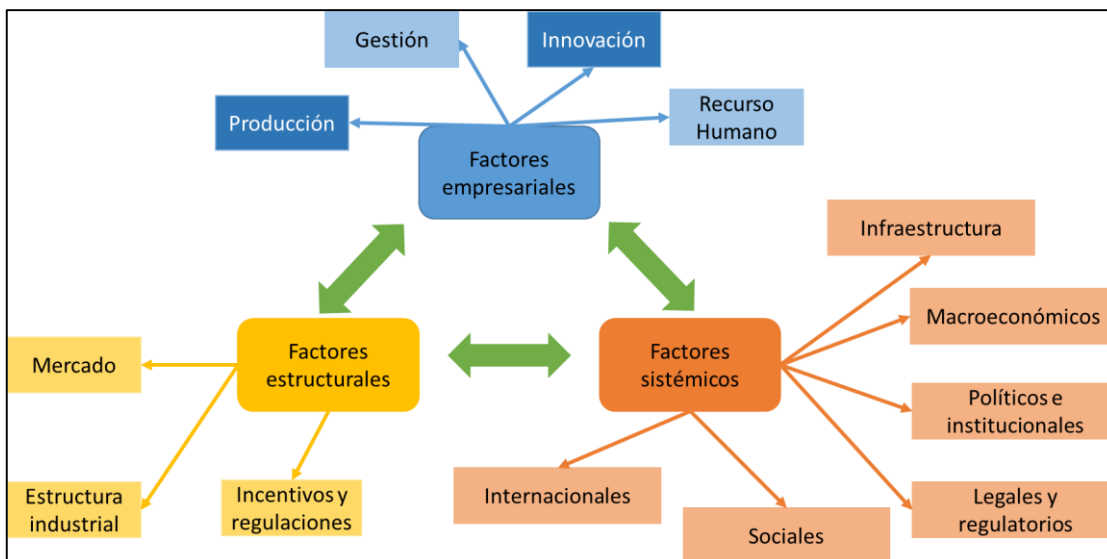 Gestión
Innovación
Producción
Recurso
Humano
Factores
empresariales
Infraestructura
Macroeconómicos
Mercado
Factores
estructurales
Factores
sistémicos
Políticos e
institucionales
Estructura
industrial
Incentivos y
regulaciones
Internacionales
Sociales
Legales y
regulatorios